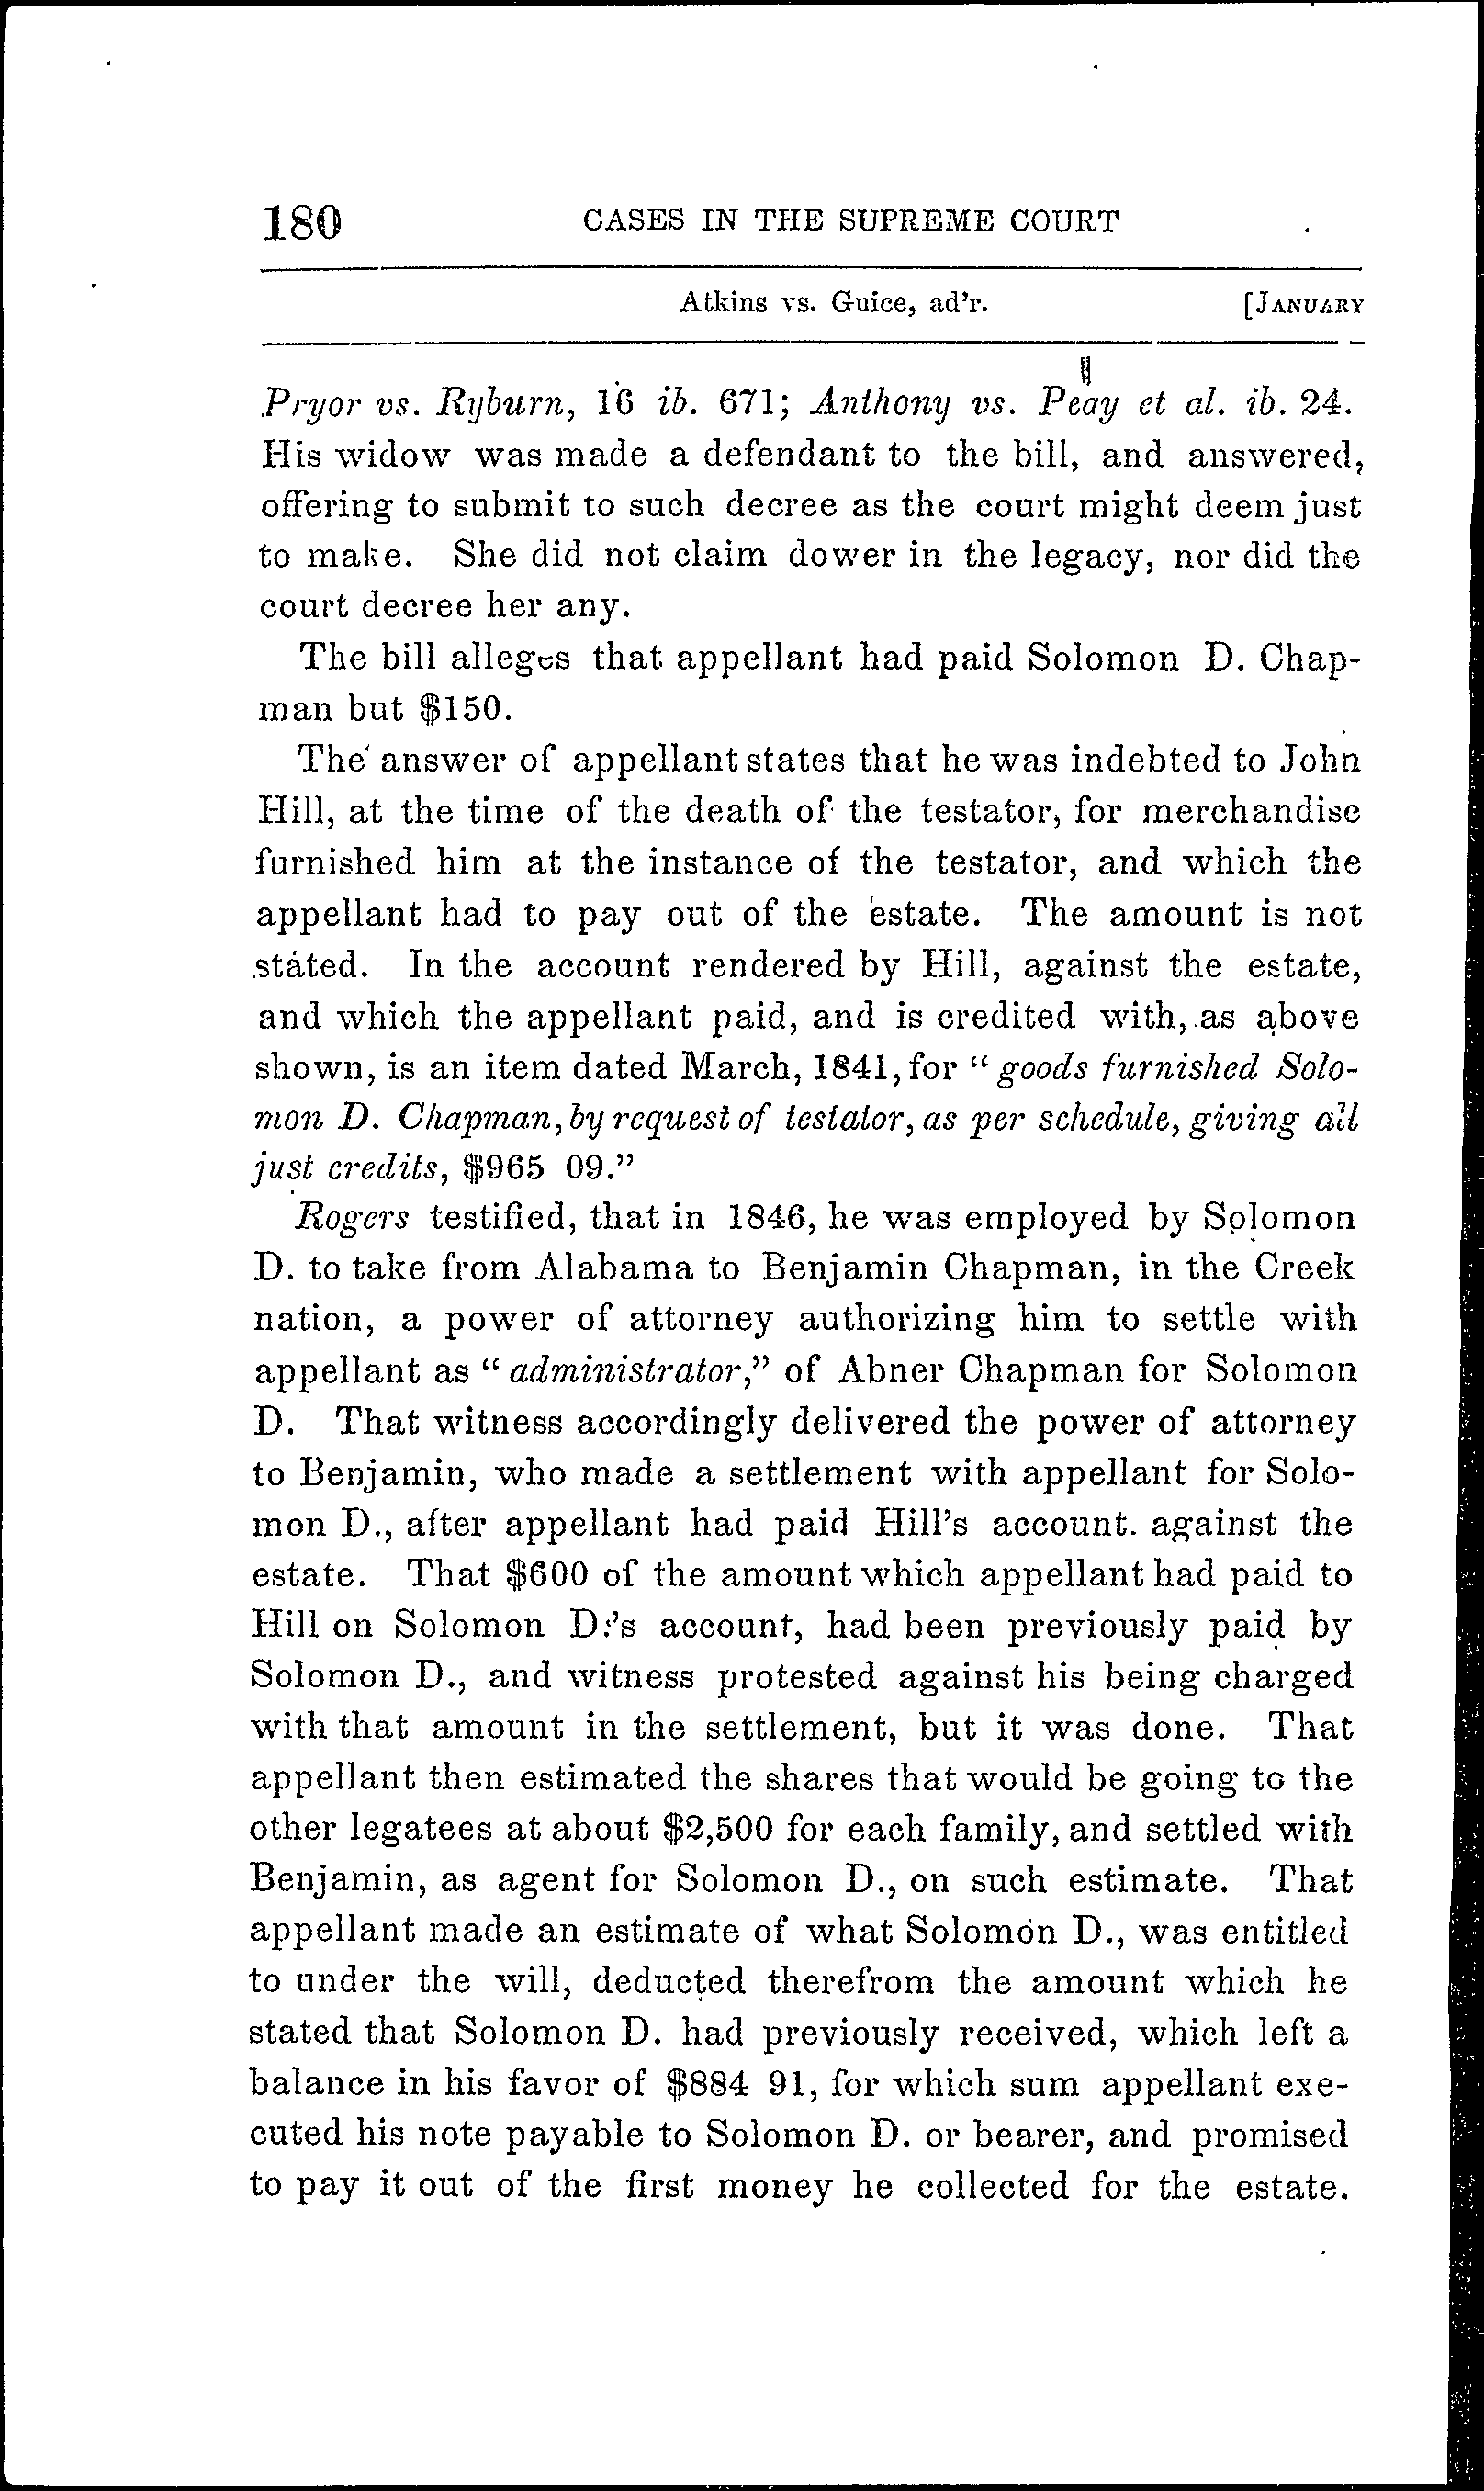 180 CASES IN THE SUPREME COURT
Atkins vs. Guice, ad'r. [JANUARY
Pryor vs. Ryburn, 16 ib. 671; Anthony vs. Peay et al. ib. 24.
His widow was made a defendant to the bill, and answered,
offering to submit to such decree as the court might deem just
to make. She did not claim dower in the legacy, nor did the
court decree her any.
The bill alleges that appellant had paid Solomon D. Chap-
man but $150.
The answer of appellant states that he was indebted to John
Hill, at the time of the death of the testator, for merchandise
furnished him at the instance of the testator, and which the
appellant had to pay out of the estate. The amount is not
stated. In the account rendered by Hill, against the estate,
and which the appellant paid, and is credited with, as above
shown, is an item dated March, 1841, for "goods furnished Solo-
mon D. Chapman, by request of testator, as per schedule, giving all
just credits, $965 09."
Rogers testified, that in 1846, he was employed by Solomon
D. to take from Alabama to Benjamin Chapman, in the Creek
nation, a power of attorney authorizing him to settle with
appellant as "administrator," of Abner Chapman for Solomon
D. That witness accordingly delivered the power of attorney
to Benjamin, who made a settlement with appellant for Solo-
mon D., after appellant had paid Hill's account. against the
estate. That $600 of the amount which appellant had paid to
Hill on Solomon D.'s account, had been previously paid by
Solomon D., and witness protested against his being charged
with that amount in the settlement, but it was done. That
appellant then estimated the shares that would be going to the
other legatees at about $2,500 for each family, and settled with
Benjamin, as agent for Solomon D., on such estimate. That
appellant made an estimate of what Solomon D., was entitled
to under the will, deducted therefrom the amount which he
stated that Solomon D. had previously received, which left a
balance in his favor of $884 91, for which sum appellant exe-
cuted his note payable to Solomon D. or bearer, and promised
to pay it out of the first money he collected for the estate.